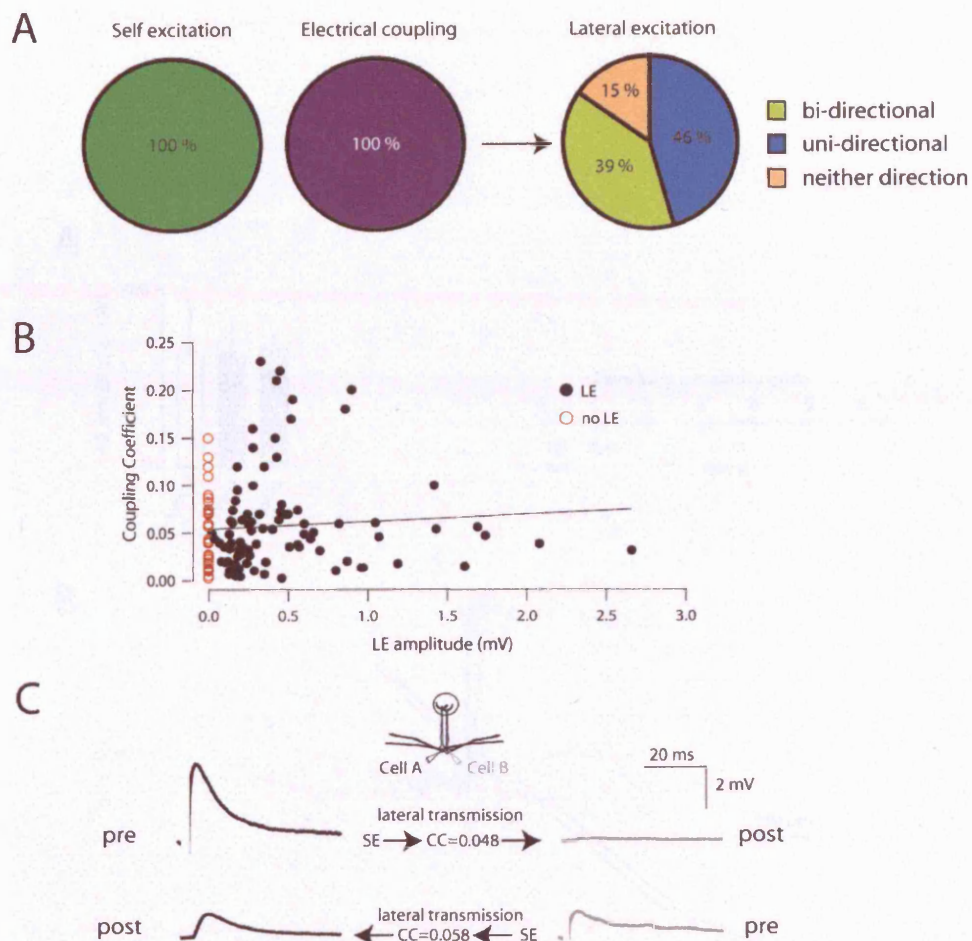 A
Self excitation
Electrical coupling
Lateral excitation
100 %
100 %
15 %
46 %
39 %
bi-directional
uni-directional
neither direction
B
0.25
0.20
0.15
0.10
0.05
0.00
Coupling Coefficient
LE
no LE
0.0 0.5 1.0 1.5 2.0 2.5 3.0
LE amplitude (mV)
C
Cell A
Cell B
20 ms
2 mV
pre
lateral transmission
SE CC=0.048
post
post
lateral transmission
CC=0.058 SE
pre